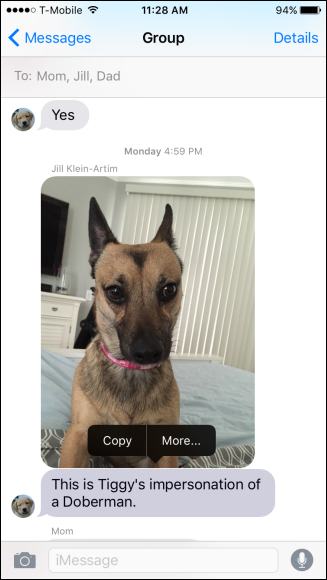 T-Mobile 11:28 AM 94%
Messages Group Details
To: Mom, Jill, Dad
Yes
Monday 4:59 PM
Jill Klein-Artim
Copy More...
This is Tiggy's impersonation of
a Doberman.
Mom
iMessage